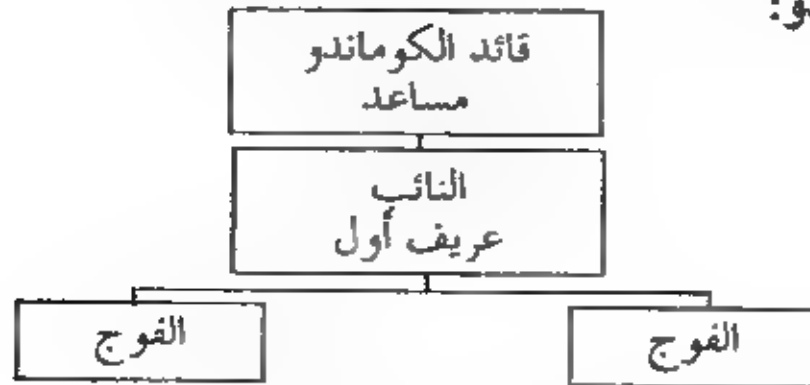 قائد الكوماندو
مساعد
النائب
عريف أول
الفوج
الفوج